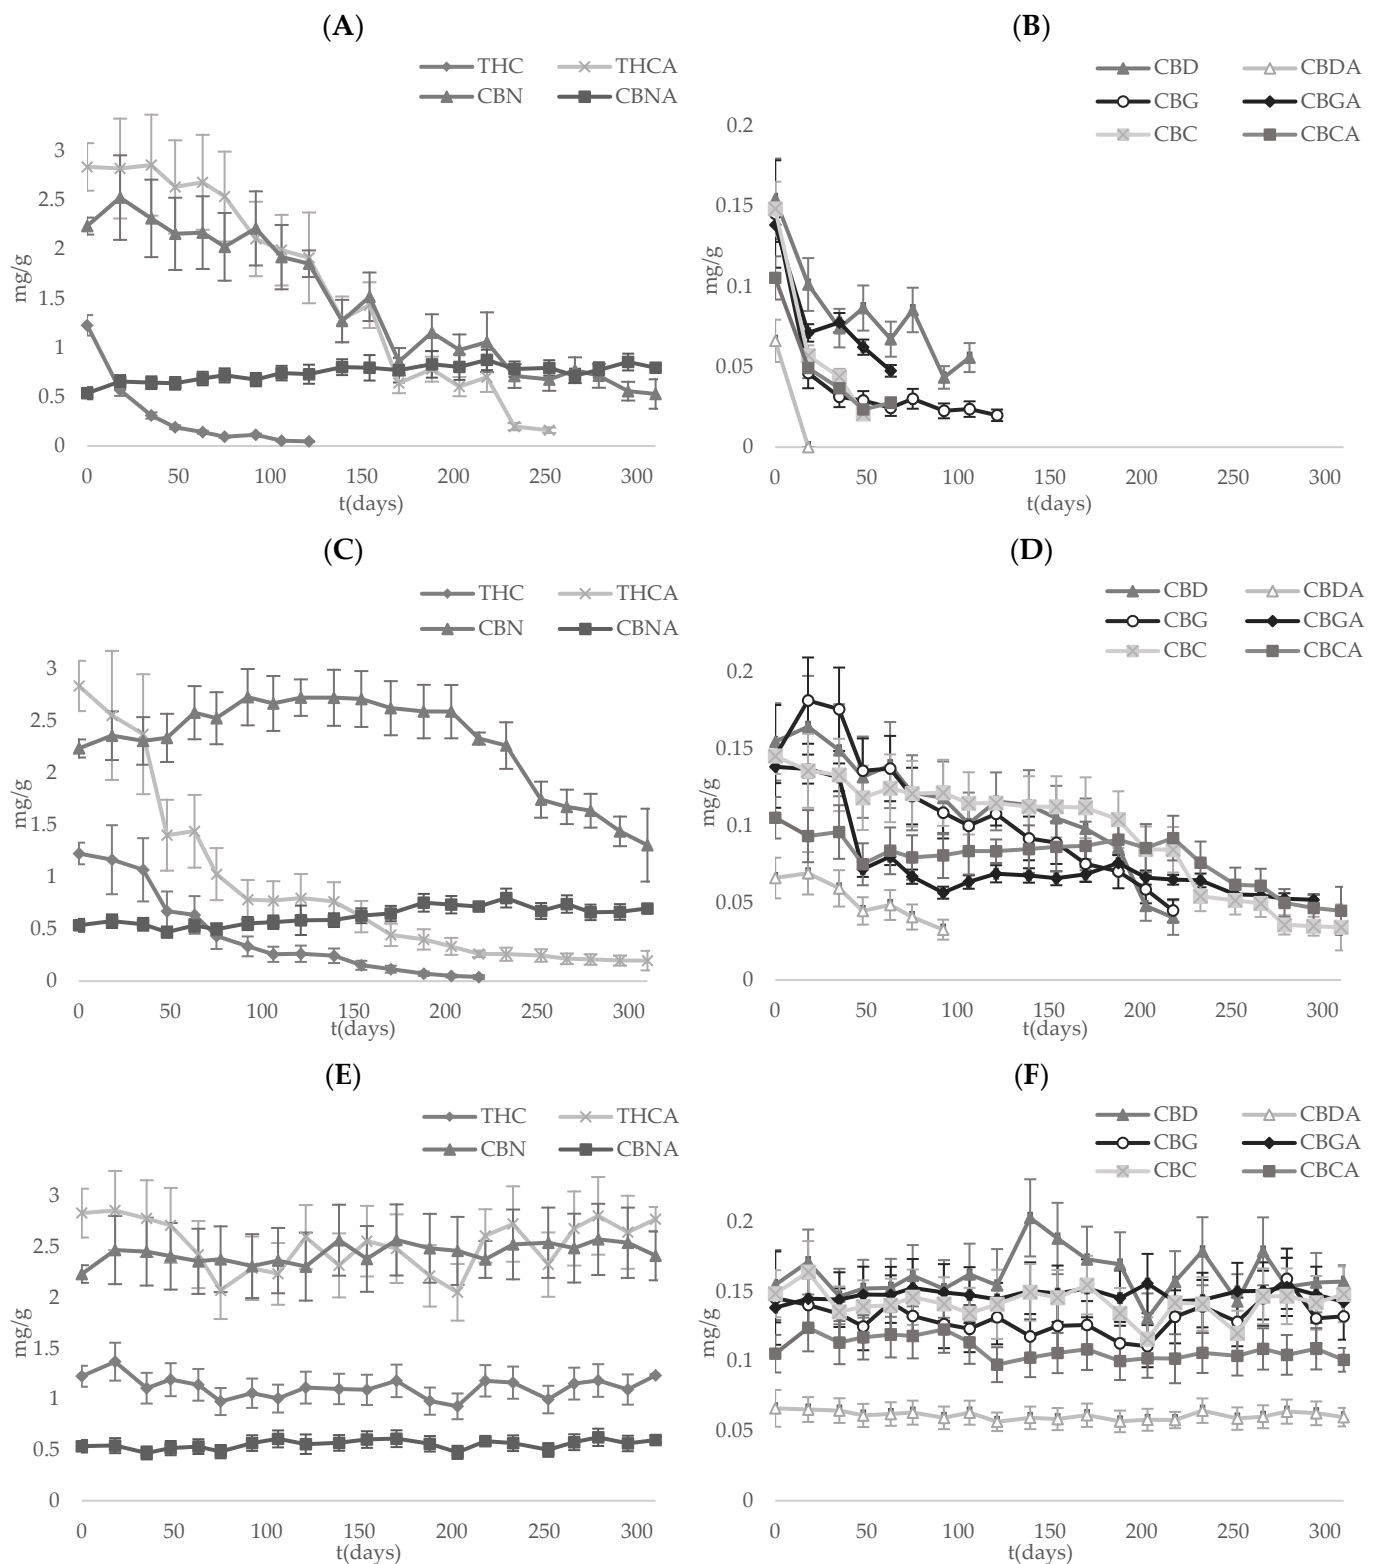 (A)
THC THCA
CBN CBNA
mg/g
3
2.5
2
1.5
1
0.5
0
0 50 100 150 200 250 300
t(days)
(B)
CBD CBDA
CBG CBGA
CBC CBCA
mg/g
0.2
0.15
0.1
0.05
0
0 50 100 150 200 250 300
t(days)
(C)
THC THCA
CBN CBNA
mg/g
3
2.5
2
1.5
1
0.5
0
0 50 100 150 200 250 300
t(days)
(D)
CBD CBDA
CBG CBGA
CBC CBCA
mg/g
0.2
0.15
0.1
0.05
0
0 50 100 150 200 250 300
t(days)
(E)
THC THCA
CBN CBNA
mg/g
3
2.5
2
1.5
1
0.5
0
0 50 100 150 200 250 300
t(days)
(F)
CBD CBDA
CBG CBGA
CBC CBCA
mg/g
0.2
0.15
0.1
0.05
0
0 50 100 150 200 250 300
t(days)